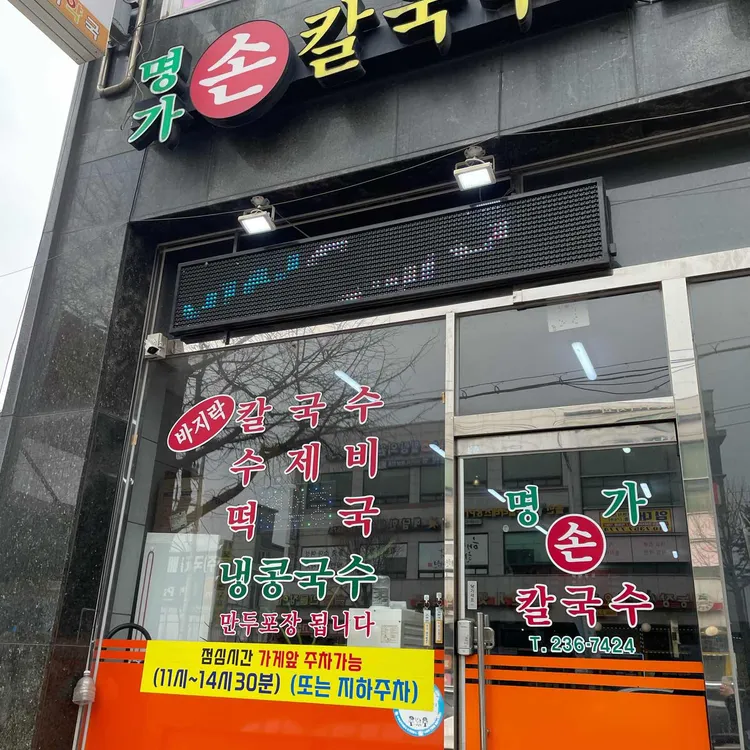 명가 손 칼국수
바지락 칼국수
수제비
떡국
냉콩국수
만두포장 됩니다
점심시간 가게앞 주차가능
(11시~14시30분) (또는 지하주차)
명가
손
칼국수
T. 236-7424